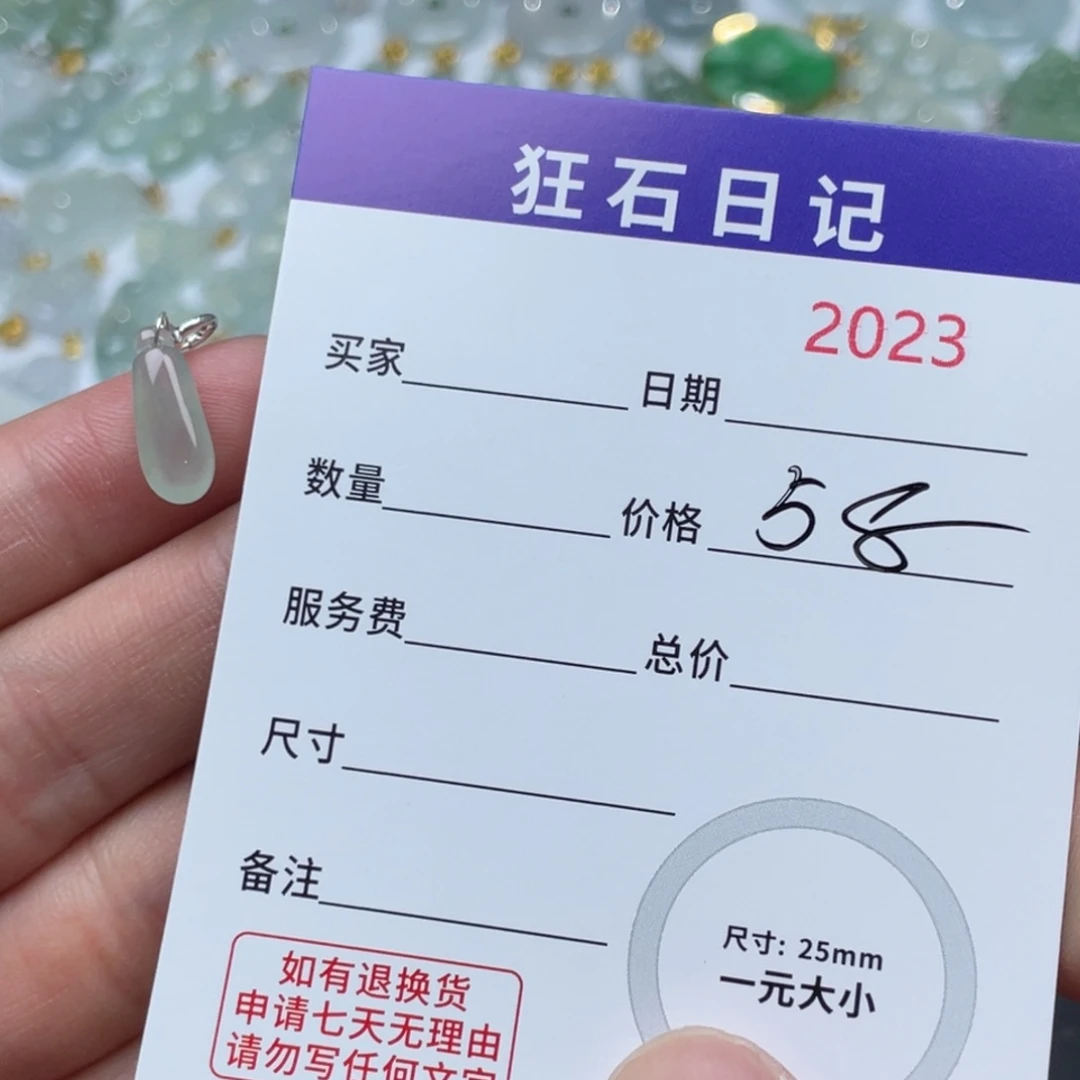 狂石日记
2023
买家 日期
数量 价格 58
服务费 总价
尺寸
备注
尺寸: 25mm
一元大小
如有退换货
申请七天无理由
请勿写任何文字